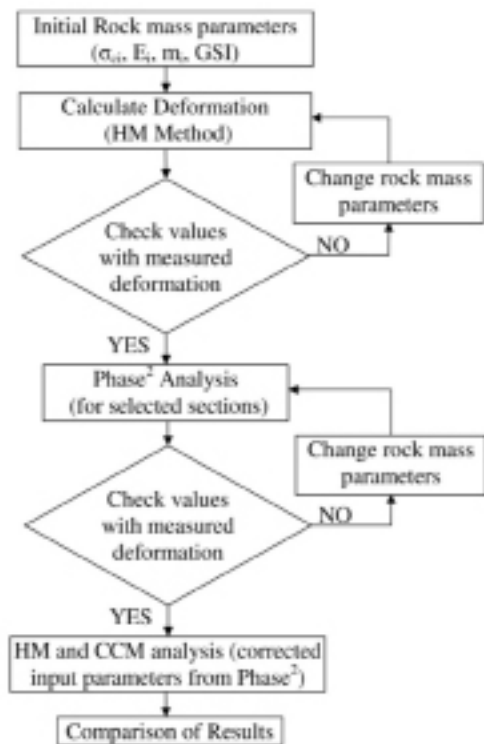 Initial Rock mass parameters
(σci, Ei, mi, GSI)
Calculate Deformation
(HM Method)
Change rock mass
parameters
Check values
with measured
deformation
NO
YES
Phase² Analysis
(for selected sections)
Change rock mass
parameters
Check values
with measured
deformation
NO
YES
HM and CCM analysis (corrected
input parameters from Phase²)
Comparison of Results